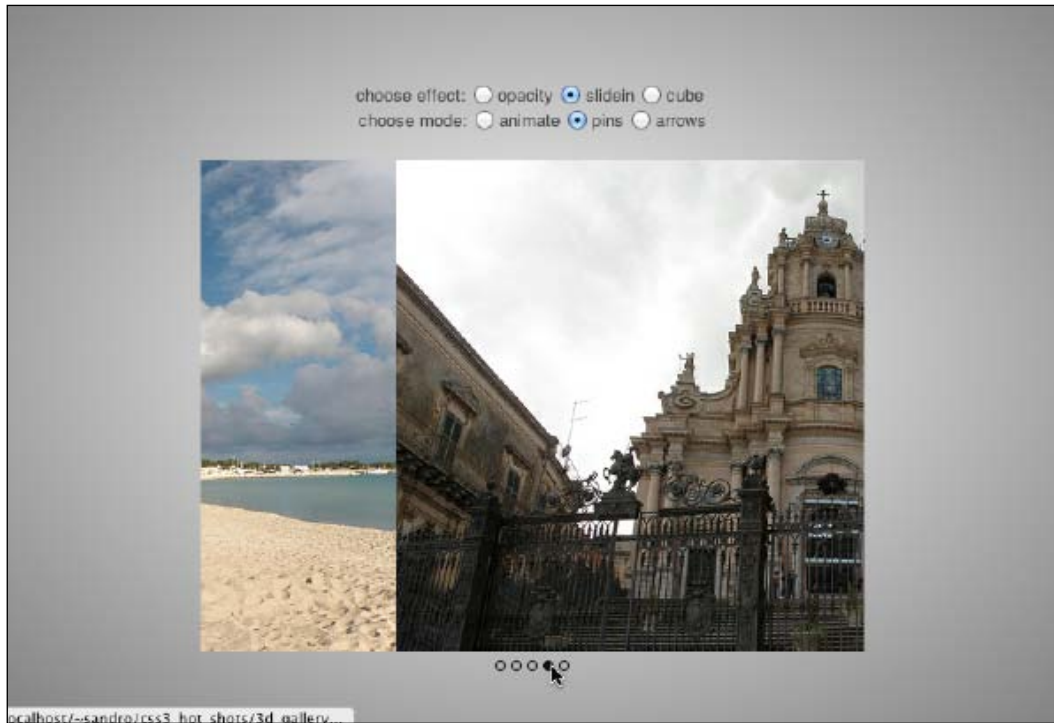 choose effect: opacity slidein cube
choose mode: animate pins arrows
ocalhost/~sandro/css3_hot_shots/3d_gallery...